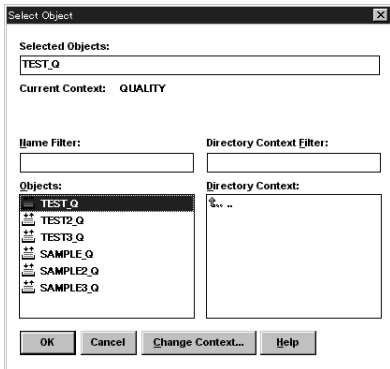 Select Object
Selected Objects:
TEST_Q
Current Context: QUALITY
Name Filter:
Directory Context Filter:
Objects:
Directory Context:
TEST_Q
TEST2_Q
TEST3_Q
SAMPLE_Q
SAMPLE2_Q
SAMPLE3_Q
..
OK
Cancel
Change Context...
Help